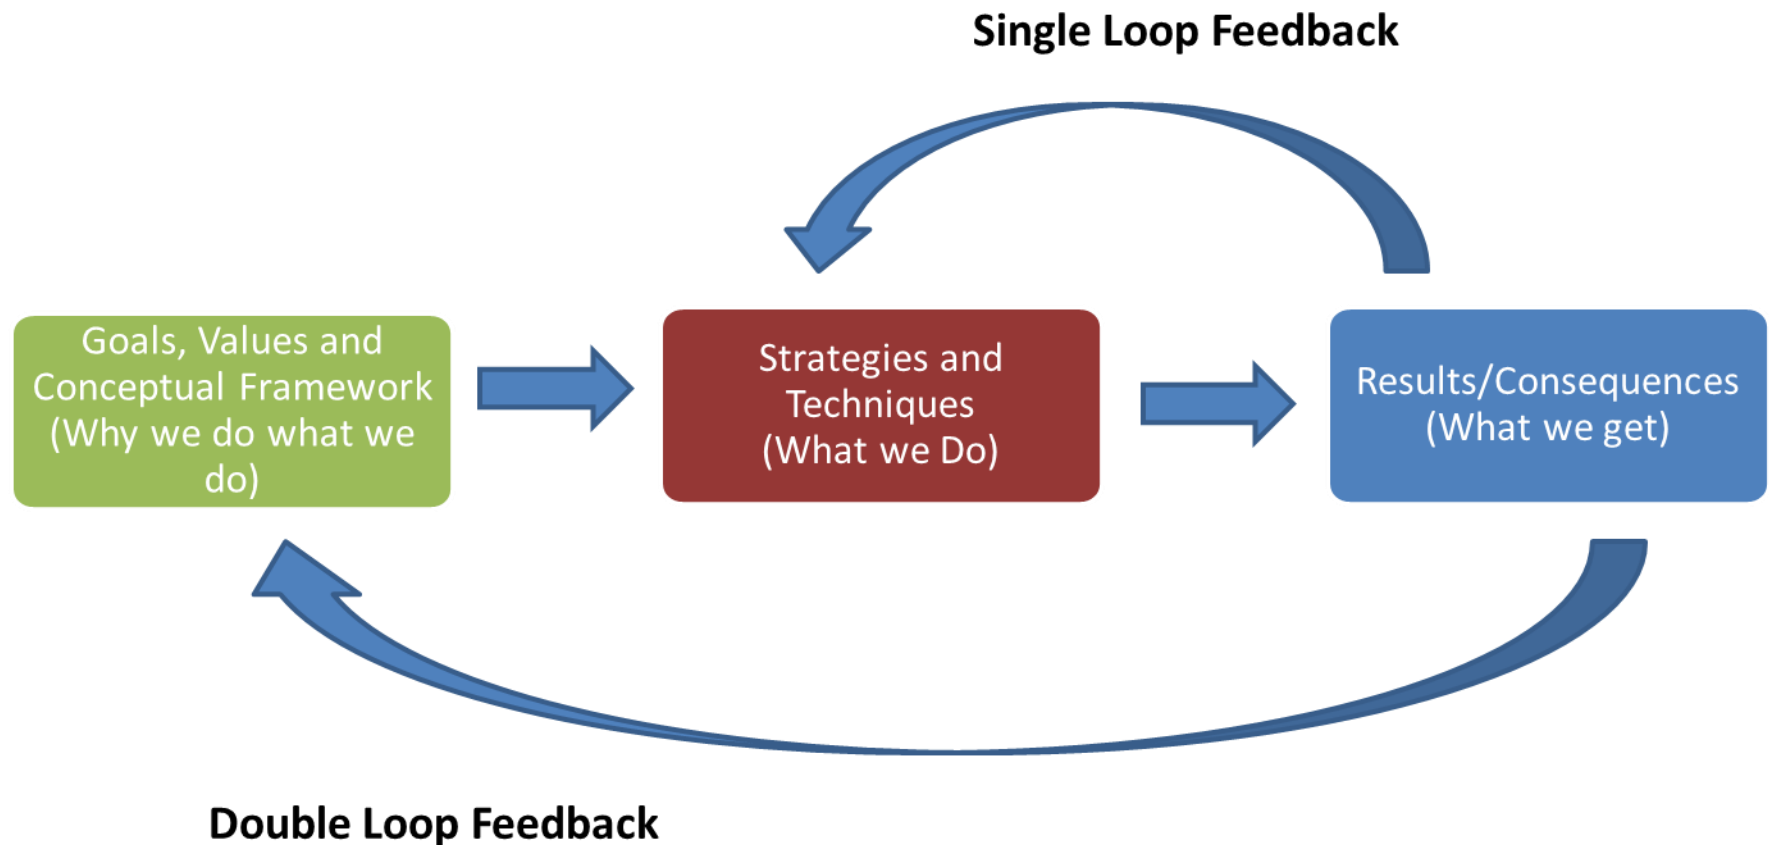 Single Loop Feedback
Goals, Values and
Conceptual Framework
(Why we do what we
do)
Strategies and
Techniques
(What we Do)
Results/Consequences
(What we get)
Double Loop Feedback